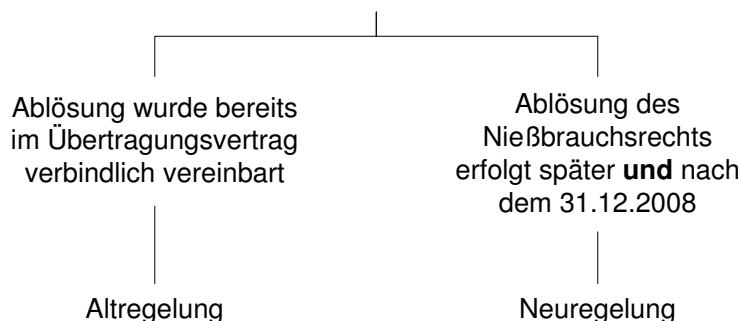 Ablösung wurde bereits
im Übertragungsvertrag
verbindlich vereinbart
Ablösung des
Nießbrauchsrechts
erfolgt später und nach
dem 31.12.2008
Altregelung
Neuregelung